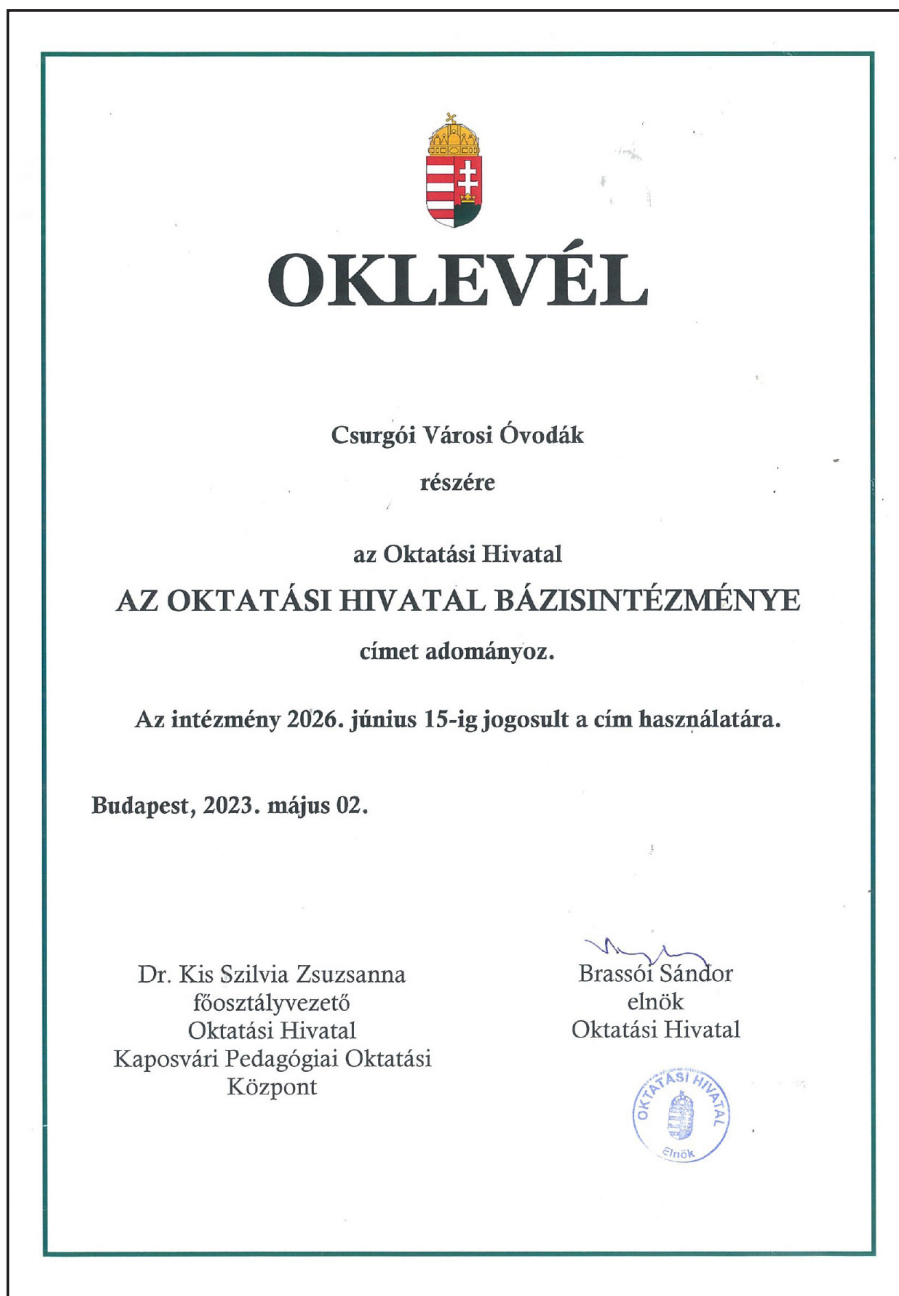 OKLEVÉL
Csurgói Városi Óvodák
részére
az Oktatási Hivatal
AZ OKTATÁSI HIVATAL BÁZISINTÉZMÉNYE
címet adományoz.
Az intézmény 2026. június 15-ig jogosult a cím használatára.
Budapest, 2023. május 02.
Dr. Kis Szilvia Zsuzsanna
főosztályvezető
Oktatási Hivatal
Kaposvári Pedagógiai Oktatási
Központ
Brassói Sándor
elnök
Oktatási Hivatal
OKTATÁSI HIVATAL
Elnök